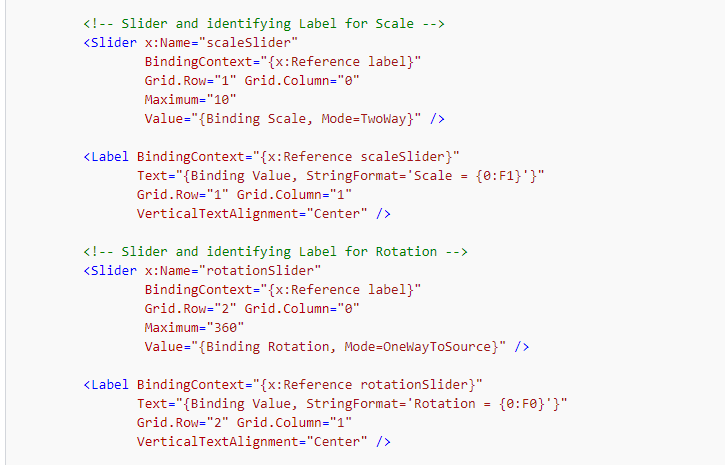 <!-- Slider and identifying Label for Scale -->
<Slider x:Name="scaleSlider"
BindingContext="{x:Reference label}"
Grid.Row="1" Grid.Column="0"
Maximum="10"
Value="{Binding Scale, Mode=TwoWay}" />
<Label BindingContext="{x:Reference scaleSlider}"
Text="{Binding Value, StringFormat='Scale = {0:F1}'}"
Grid.Row="1" Grid.Column="1"
VerticalTextAlignment="Center" />
<!-- Slider and identifying Label for Rotation -->
<Slider x:Name="rotationSlider"
BindingContext="{x:Reference label}"
Grid.Row="2" Grid.Column="0"
Maximum="360"
Value="{Binding Rotation, Mode=OneWayToSource}" />
<Label BindingContext="{x:Reference rotationSlider}"
Text="{Binding Value, StringFormat='Rotation = {0:F0}'}"
Grid.Row="2" Grid.Column="1"
VerticalTextAlignment="Center" />